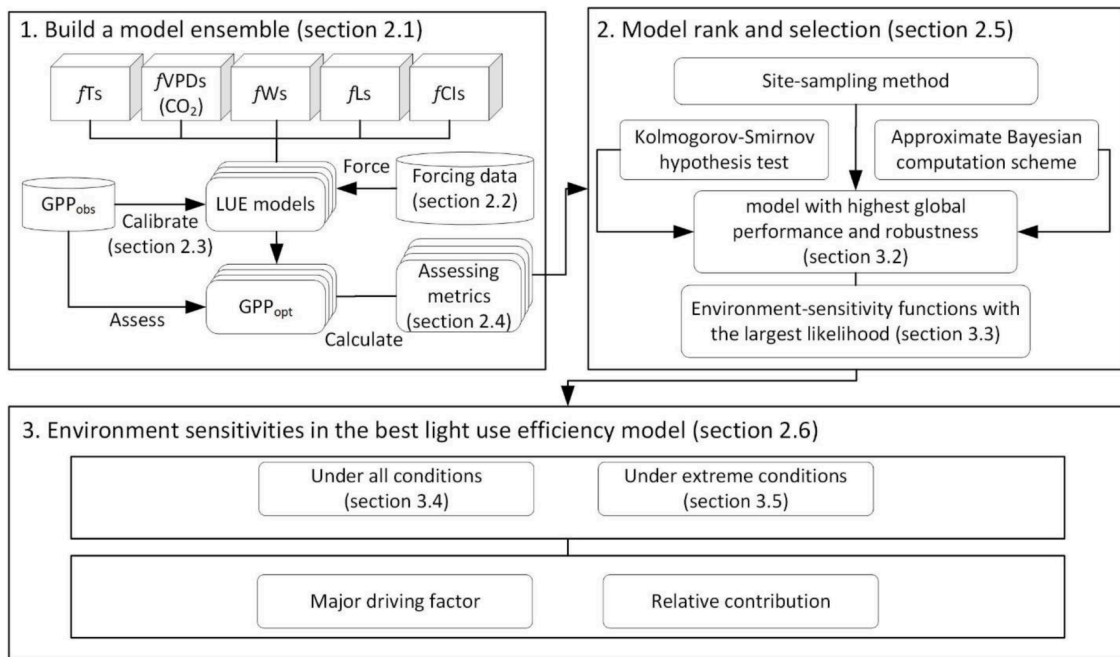 1. Build a model ensemble (section 2.1)
fTs
fVPDs
(CO₂)
fWs
fLs
fCIs
Force
Forcing data
(section 2.2)
GPPobs
Calibrate
(section 2.3)
LUE models
Assess
GPPopt
Calculate
Assessing
metrics
(section 2.4)
2. Model rank and selection (section 2.5)
Site-sampling method
Kolmogorov-Smirnov
hypothesis test
Approximate Bayesian
computation scheme
model with highest global
performance and robustness
(section 3.2)
Environment-sensitivity functions with
the largest likelihood (section 3.3)
3. Environment sensitivities in the best light use efficiency model (section 2.6)
Under all conditions
(section 3.4)
Under extreme conditions
(section 3.5)
Major driving factor
Relative contribution